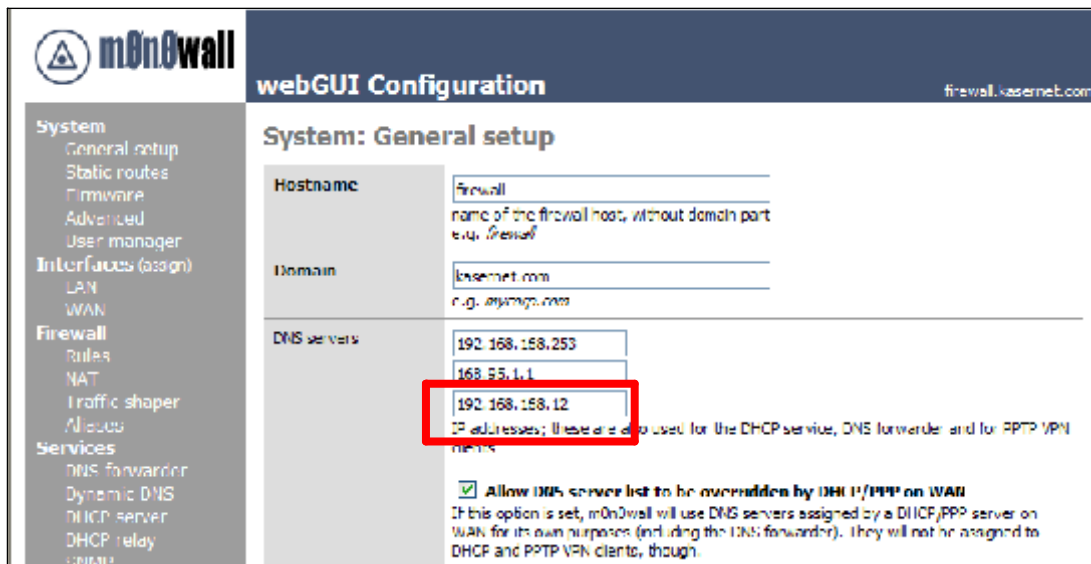 m0n0wall
webGUI Configuration
firewall.kasernet.com
System
General setup
Static routes
Firmware
Advanced
User manager
Interfaces (assign)
LAN
WAN
Firewall
Rules
NAT
Traffic shaper
Aliases
Services
DNS forwarder
Dynamic DNS
DHCP server
DHCP relay
SNMP
System: General setup
Hostname
firewall
name of the firewall host, without domain part
e.g. firewall
Domain
kasernet.com
e.g. mycorp.com
DNS servers
192.168.158.253
168.95.1.1
192.168.158.12
IP addresses; these are also used for the DHCP service, DNS forwarder and for PPTP VPN
clients
Allow DNS server list to be overridden by DHCP/PPP on WAN
If this option is set, m0n0wall will use DNS servers assigned by a DHCP/PPP server on
WAN for its own purposes (including the DNS forwarder). They will not be assigned to
DHCP and PPTP VPN clients, though.